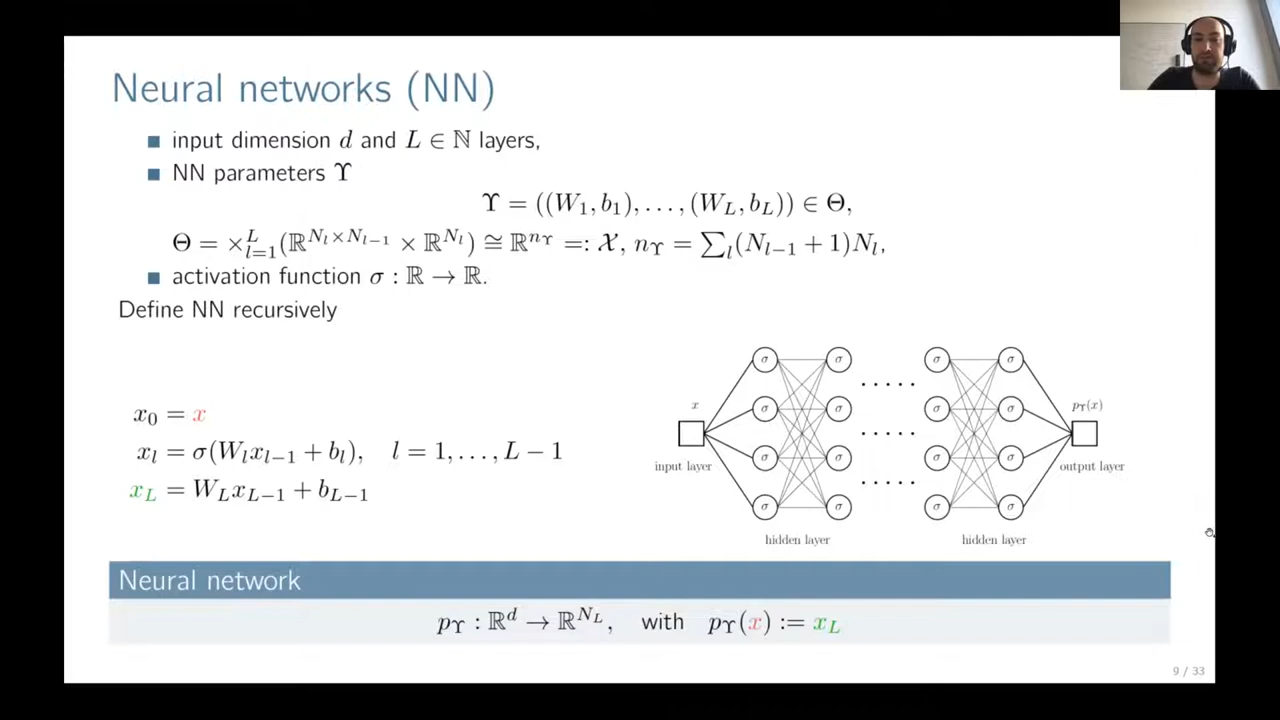 Neural networks (NN)
input dimension d and L ∈ ℕ layers,
NN parameters ϒ
ϒ = ((W₁, b₁), . . . , (W_L, b_L)) ∈ Θ,
Θ = ×_{l=1}^{L}(ℝ^{N_l×N_{l−1}} × ℝ^{N_l}) ≅ ℝ^{n_ϒ} =: 𝒳, n_ϒ = ∑_l(N_{l−1} + 1)N_l,
activation function σ : ℝ → ℝ.
Define NN recursively
x₀ = x
x_l = σ(W_l x_{l−1} + b_l), l = 1, . . . , L − 1
x_L = W_L x_{L−1} + b_{L−1}
σ σ σ σ
x σ σ . . . . . σ σ p_ϒ(x)
input layer σ σ . . . . . σ σ output layer
σ σ . . . . . σ σ
hidden layer hidden layer
Neural network
p_ϒ : ℝ^d → ℝ^{N_L}, with p_ϒ(x) := x_L
9 / 33